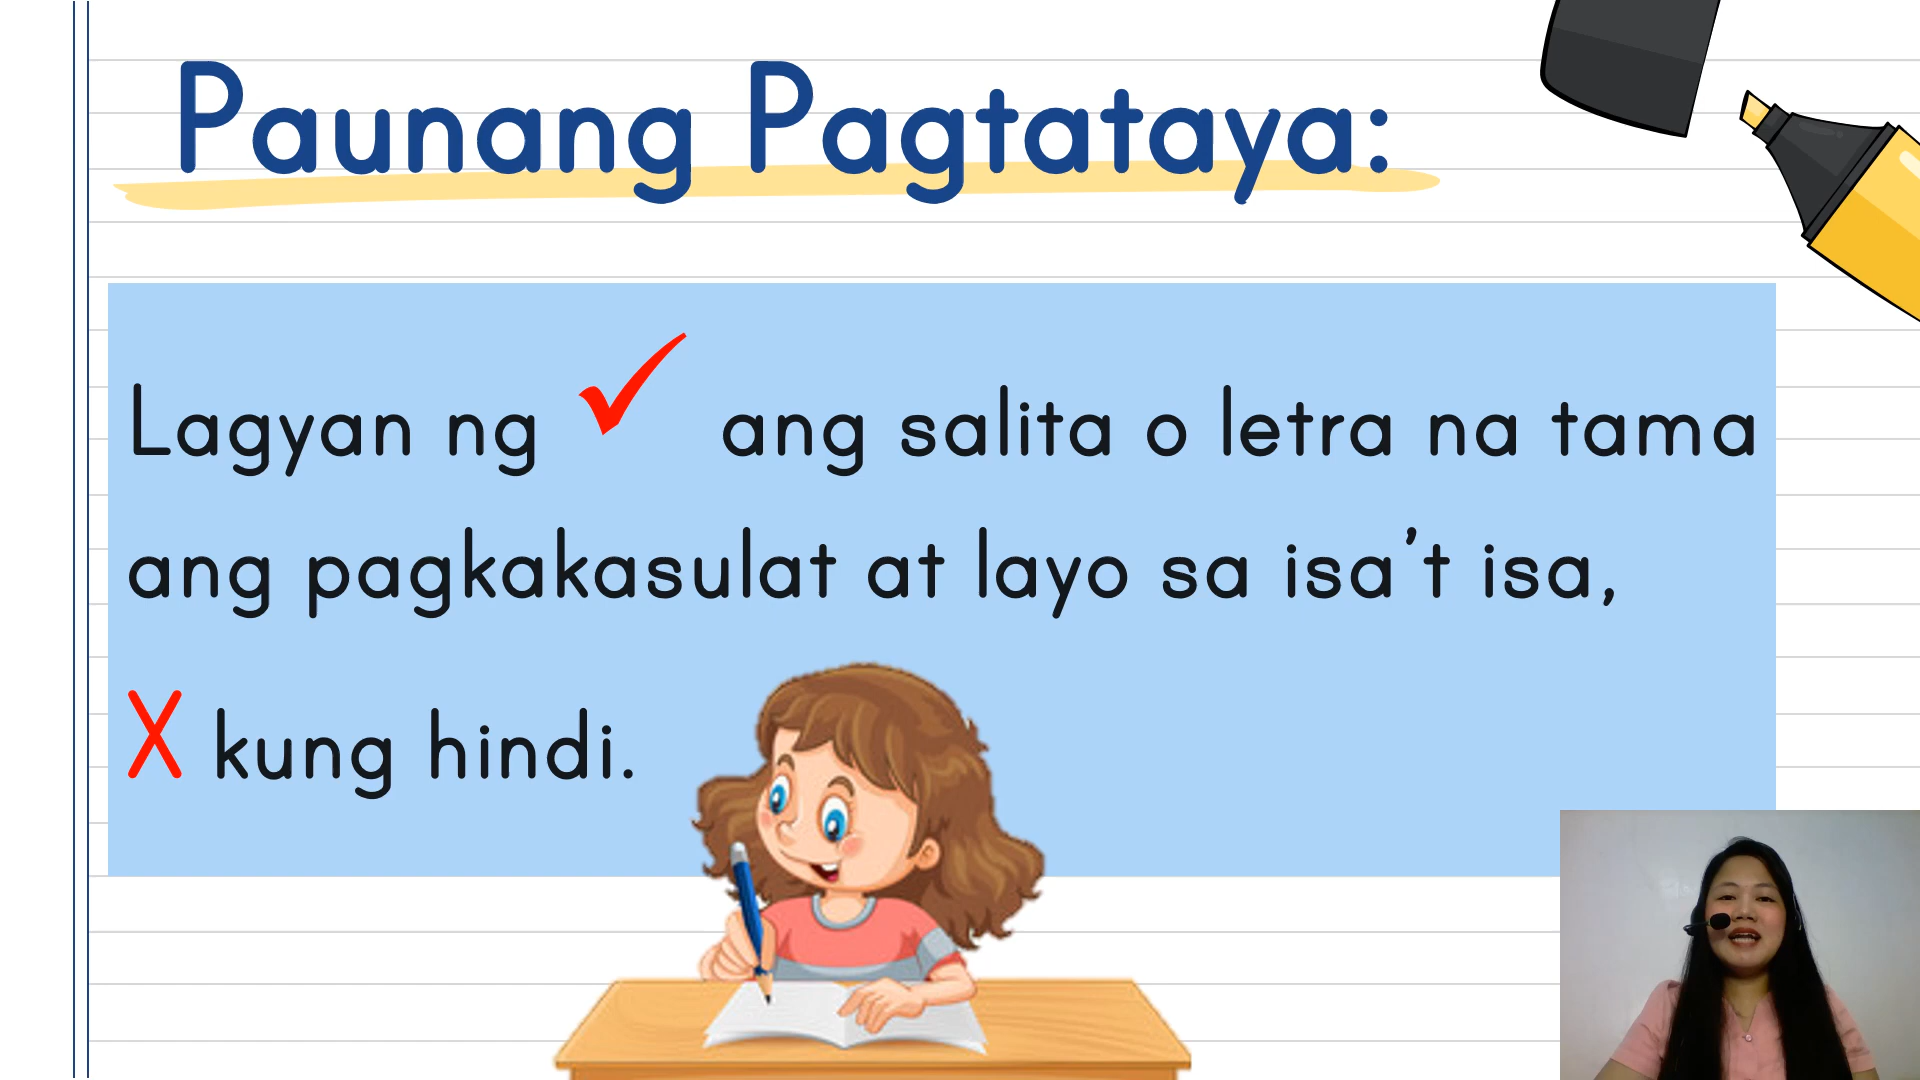 Paunang Pagtataya:
Lagyan ng ✓ ang salita o letra na tama
ang pagkakasulat at layo sa isa't isa,
X kung hindi.